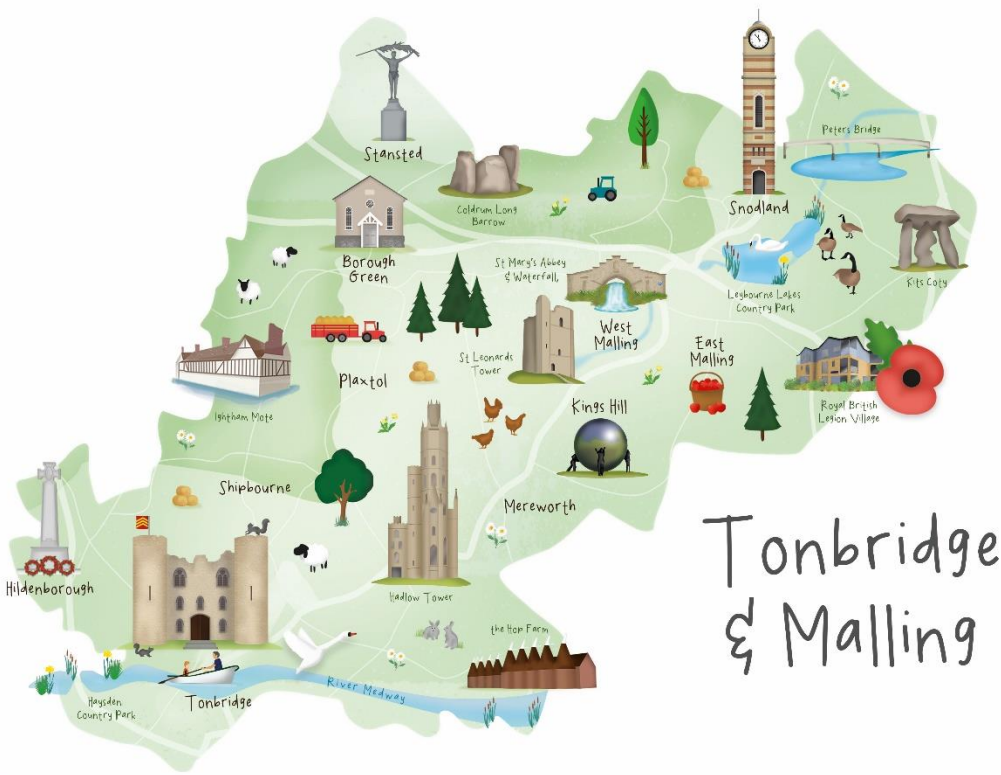 Peters Bridge
Stansted
Snodland
Coldrum Long
Barrow
Borough
Green
St Mary's Abbey
& Waterfall,
Kits Coty
Leybourne Lakes
Country Park
West
Malling
East
Malling
St Leonards
Tower
Plaxtol
Ightham Mote
Kings Hill
Royal British
Legion Village
Shipbourne
Mereworth
Tonbridge
& Malling
Hildenborough
Hadlow Tower
the Hop Farm
River Medway
Haysden
Country Park
Tonbridge